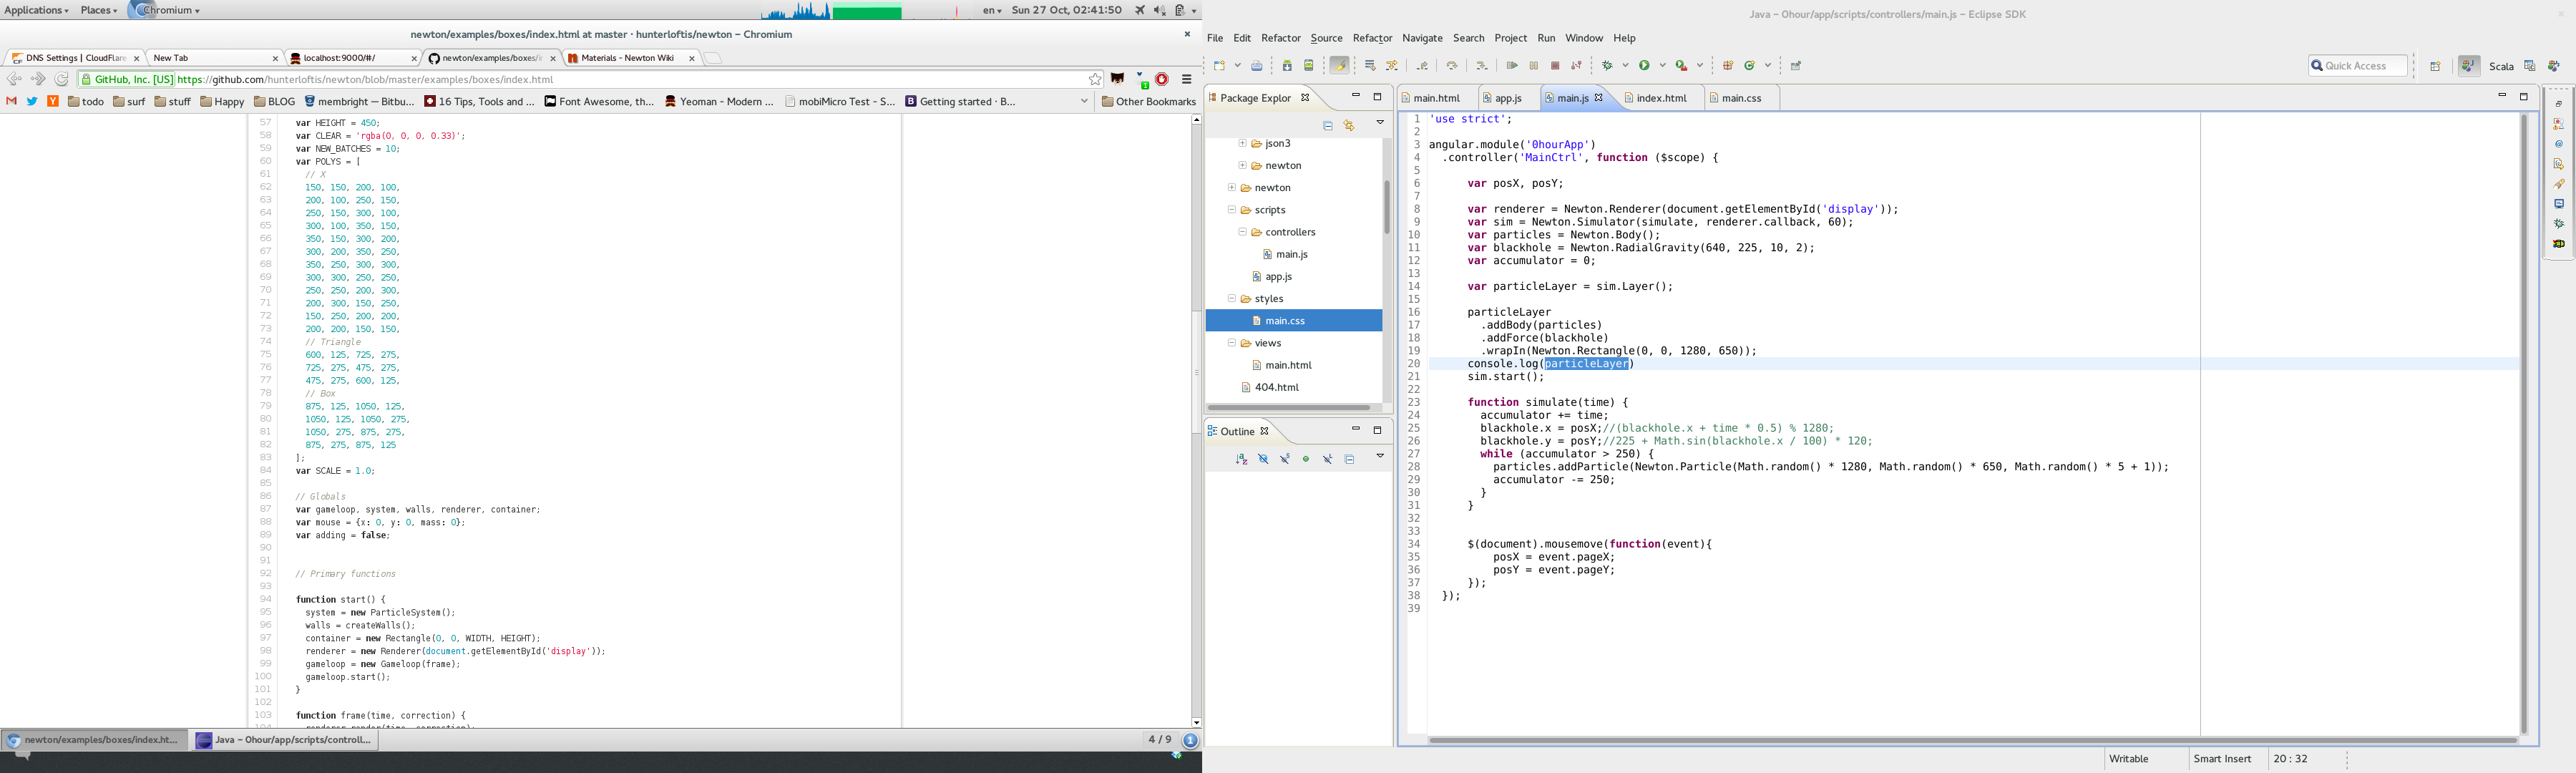 Applications
Places
Chromium
en
Sun 27 Oct, 02:41:50
newton/examples/boxes/index.html at master · hunterloftis/newton – Chromium
DNS Settings | CloudFlare
New Tab
localhost:9000/#/
newton/examples/boxes/i
Materials - Newton Wiki
GitHub, Inc. [US] https://github.com/hunterloftis/newton/blob/master/examples/boxes/index.html
todo
surf
stuff
Happy
BLOG
membright — Bitbu...
16 Tips, Tools and ...
Font Awesome, th...
Yeoman - Modern ...
mobiMicro Test - S...
Getting started · B...
Other Bookmarks
57 var HEIGHT = 450;
58 var CLEAR = 'rgba(0, 0, 0, 0.33)';
59 var NEW_BATCHES = 10;
60 var POLYS = [
61 // X
62 150, 150, 200, 100,
63 200, 100, 250, 150,
64 250, 150, 300, 100,
65 300, 100, 350, 150,
66 350, 150, 300, 200,
67 300, 200, 350, 250,
68 350, 250, 300, 300,
69 300, 300, 250, 250,
70 250, 250, 200, 300,
71 200, 300, 150, 250,
72 150, 250, 200, 200,
73 200, 200, 150, 150,
74 // Triangle
75 600, 125, 725, 275,
76 725, 275, 475, 275,
77 475, 275, 600, 125,
78 // Box
79 875, 125, 1050, 125,
80 1050, 125, 1050, 275,
81 1050, 275, 875, 275,
82 875, 275, 875, 125
83 ];
84 var SCALE = 1.0;
85
86 // Globals
87 var gameloop, system, walls, renderer, container;
88 var mouse = {x: 0, y: 0, mass: 0};
89 var adding = false;
90
91
92 // Primary functions
93
94 function start() {
95 system = new ParticleSystem();
96 walls = createWalls();
97 container = new Rectangle(0, 0, WIDTH, HEIGHT);
98 renderer = new Renderer(document.getElementById('display'));
99 gameloop = new Gameloop(frame);
100 gameloop.start();
101 }
102
103 function frame(time, correction) {
104 renderer.render(time, correction);
newton/examples/boxes/index.ht...
Java – 0hour/app/scripts/controll...
4 / 9
1
Java – 0hour/app/scripts/controllers/main.js – Eclipse SDK
File Edit Refactor Source Refactor Navigate Search Project Run Window Help
Quick Access
Scala
Package Explor
json3
newton
newton
scripts
controllers
main.js
app.js
styles
main.css
views
main.html
404.html
Outline
main.html
app.js
main.js
index.html
main.css
1 'use strict';
2
3 angular.module('0hourApp')
4 .controller('MainCtrl', function ($scope) {
5
6 var posX, posY;
7
8 var renderer = Newton.Renderer(document.getElementById('display'));
9 var sim = Newton.Simulator(simulate, renderer.callback, 60);
10 var particles = Newton.Body();
11 var blackhole = Newton.RadialGravity(640, 225, 10, 2);
12 var accumulator = 0;
13
14 var particleLayer = sim.Layer();
15
16 particleLayer
17 .addBody(particles)
18 .addForce(blackhole)
19 .wrapIn(Newton.Rectangle(0, 0, 1280, 650));
20 console.log(particleLayer)
21 sim.start();
22
23 function simulate(time) {
24 accumulator += time;
25 blackhole.x = posX;//(blackhole.x + time * 0.5) % 1280;
26 blackhole.y = posY;//225 + Math.sin(blackhole.x / 100) * 120;
27 while (accumulator > 250) {
28 particles.addParticle(Newton.Particle(Math.random() * 1280, Math.random() * 650, Math.random() * 5 + 1));
29 accumulator -= 250;
30 }
31 }
32
33
34 $(document).mousemove(function(event){
35 posX = event.pageX;
36 posY = event.pageY;
37 });
38 });
39
Writable
Smart Insert
20 : 32